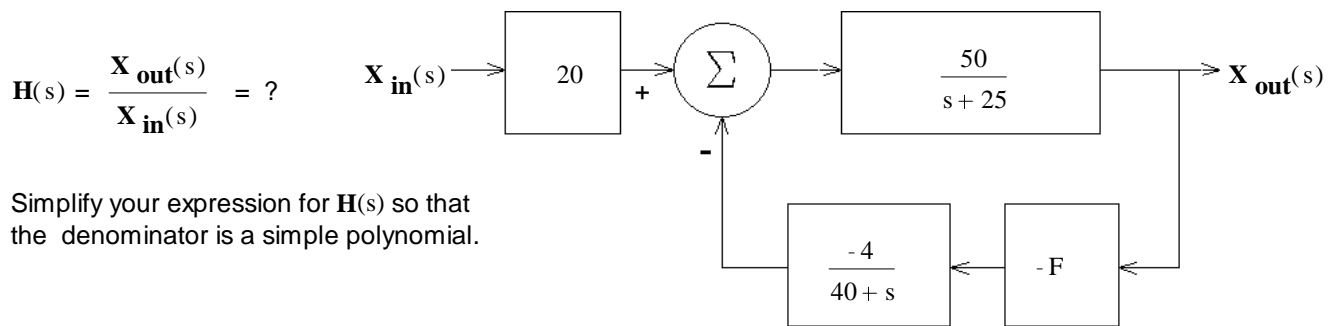 H(s) = X out(s) / X in(s) = ?
X in(s)
20
+
Σ
-
50 / s + 25
X out(s)
Simplify your expression for H(s) so that
the denominator is a simple polynomial.
- 4 / 40 + s
- F